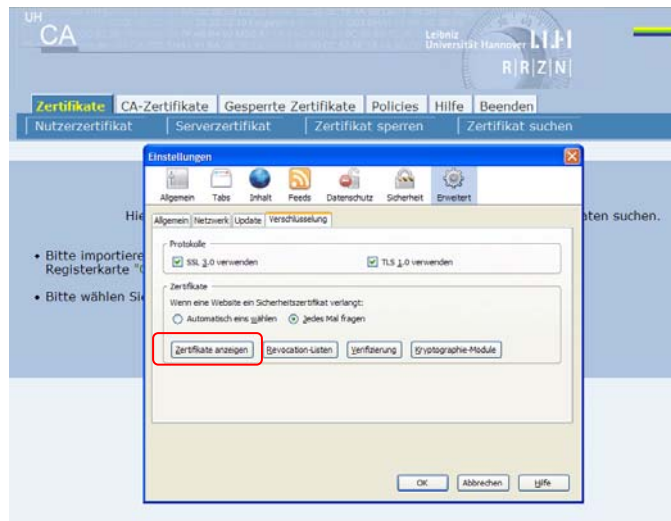 UH
CA
Leibniz
Universität Hannover
R|R|Z|N|
Zertifikate CA-Zertifikate Gesperrte Zertifikate Policies Hilfe Beenden
Nutzerzertifikat Serverzertifikat Zertifikat sperren Zertifikat suchen
Einstellungen
Allgemein Tabs Inhalt Feeds Datenschutz Sicherheit Erweitert
Hie
aten suchen.
Allgemein Netzwerk Update Verschlüsselung
Protokolle
• Bitte importiere
SSL 3.0 verwenden TLS 1.0 verwenden
Registerkarte
Zertifikate
• Bitte wählen Sie
Wenn eine Website ein Sicherheitszertifikat verlangt:
Automatisch eins wählen Jedes Mal fragen
Zertifikate anzeigen Revocation-Listen Verifizierung Kryptographie-Module
OK Abbrechen Hilfe